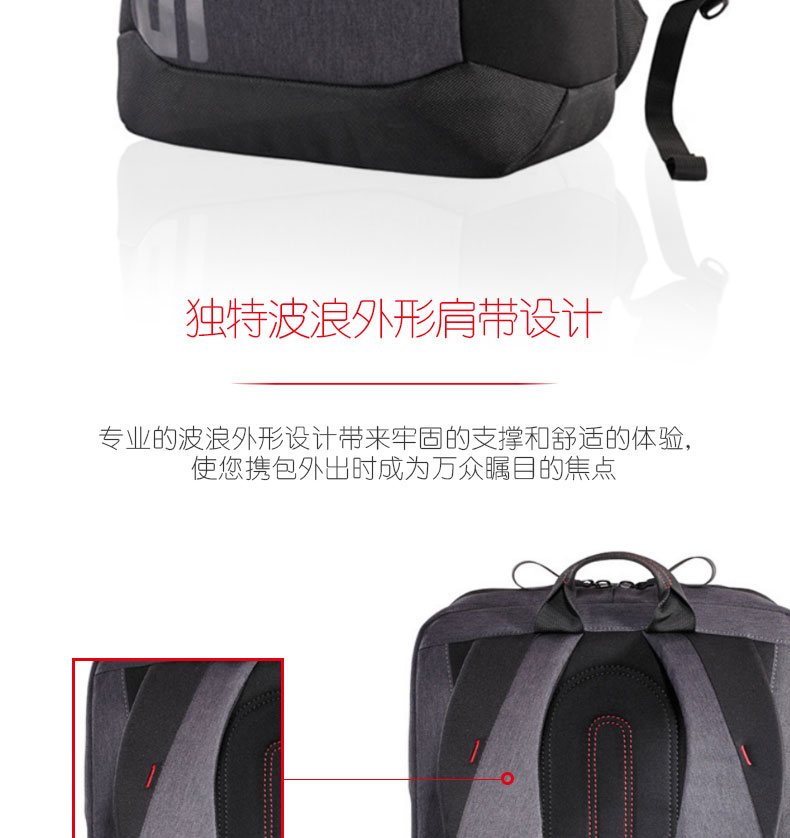 独特波浪外形肩带设计
专业的波浪外形设计带来牢固的支撑和舒适的体验,
使您携包外出时成为万众瞩目的焦点